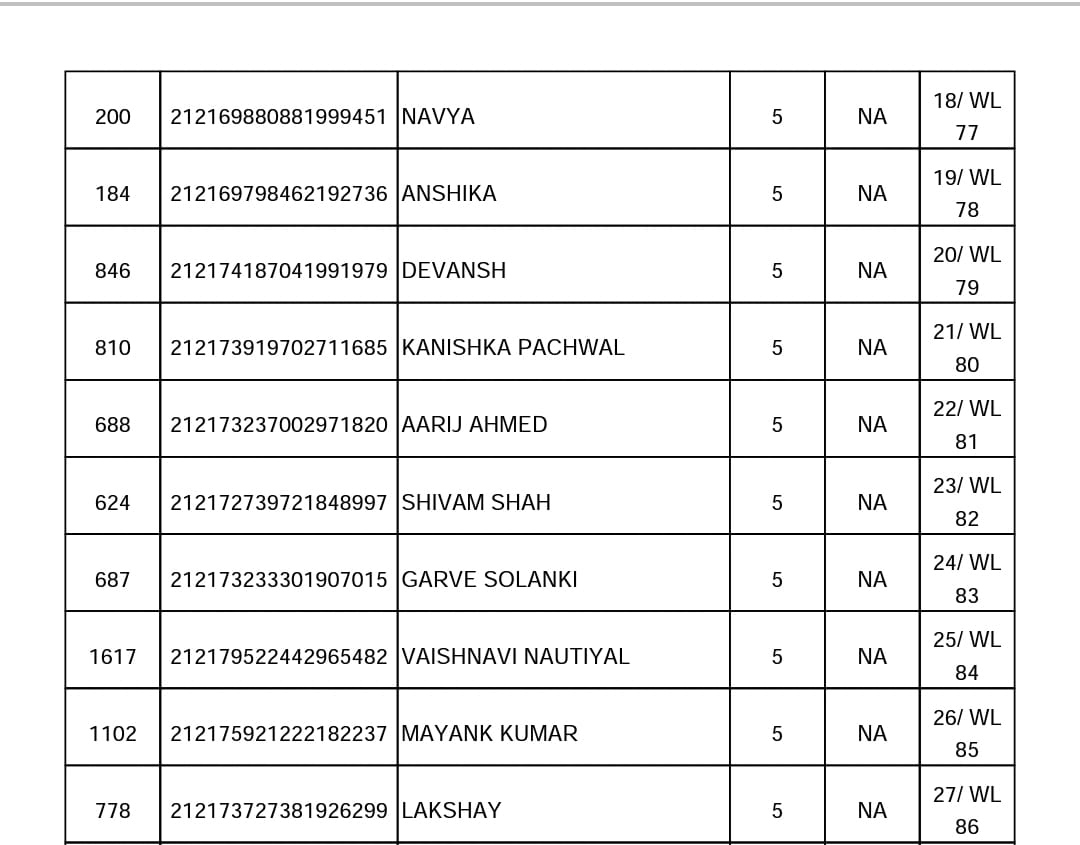 200 212169880881999451 NAVYA 5 NA 18/ WL
77
184 212169798462192736 ANSHIKA 5 NA 19/ WL
78
846 212174187041991979 DEVANSH 5 NA 20/ WL
79
810 212173919702711685 KANISHKA PACHWAL 5 NA 21/ WL
80
688 212173237002971820 AARIJ AHMED 5 NA 22/ WL
81
624 212172739721848997 SHIVAM SHAH 5 NA 23/ WL
82
687 212173233301907015 GARVE SOLANKI 5 NA 24/ WL
83
1617 212179522442965482 VAISHNAVI NAUTIYAL 5 NA 25/ WL
84
1102 212175921222182237 MAYANK KUMAR 5 NA 26/ WL
85
778 212173727381926299 LAKSHAY 5 NA 27/ WL
86